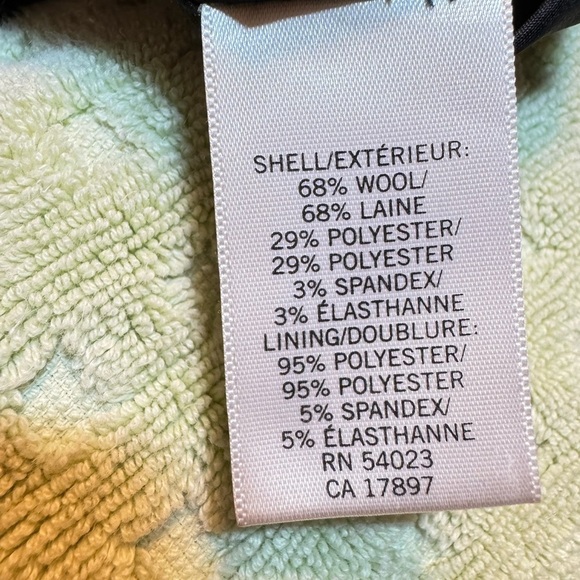 SHELL/EXTÉRIEUR:
68% WOOL/
68% LAINE
29% POLYESTER/
29% POLYESTER
3% SPANDEX/
3% ÉLASTHANNE
LINING/DOUBLURE:
95% POLYESTER/
95% POLYESTER
5% SPANDEX/
5% ÉLASTHANNE
RN 54023
CA 17897